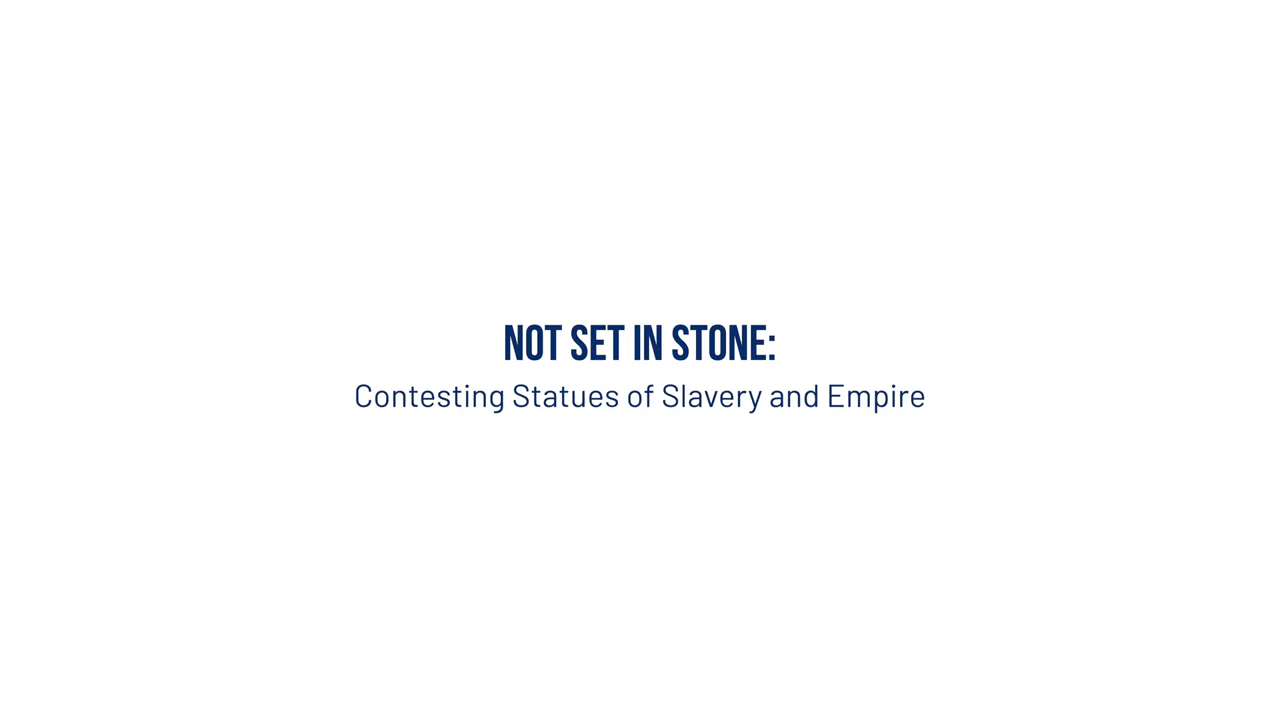 NOT SET IN STONE:
Contesting Statues of Slavery and Empire